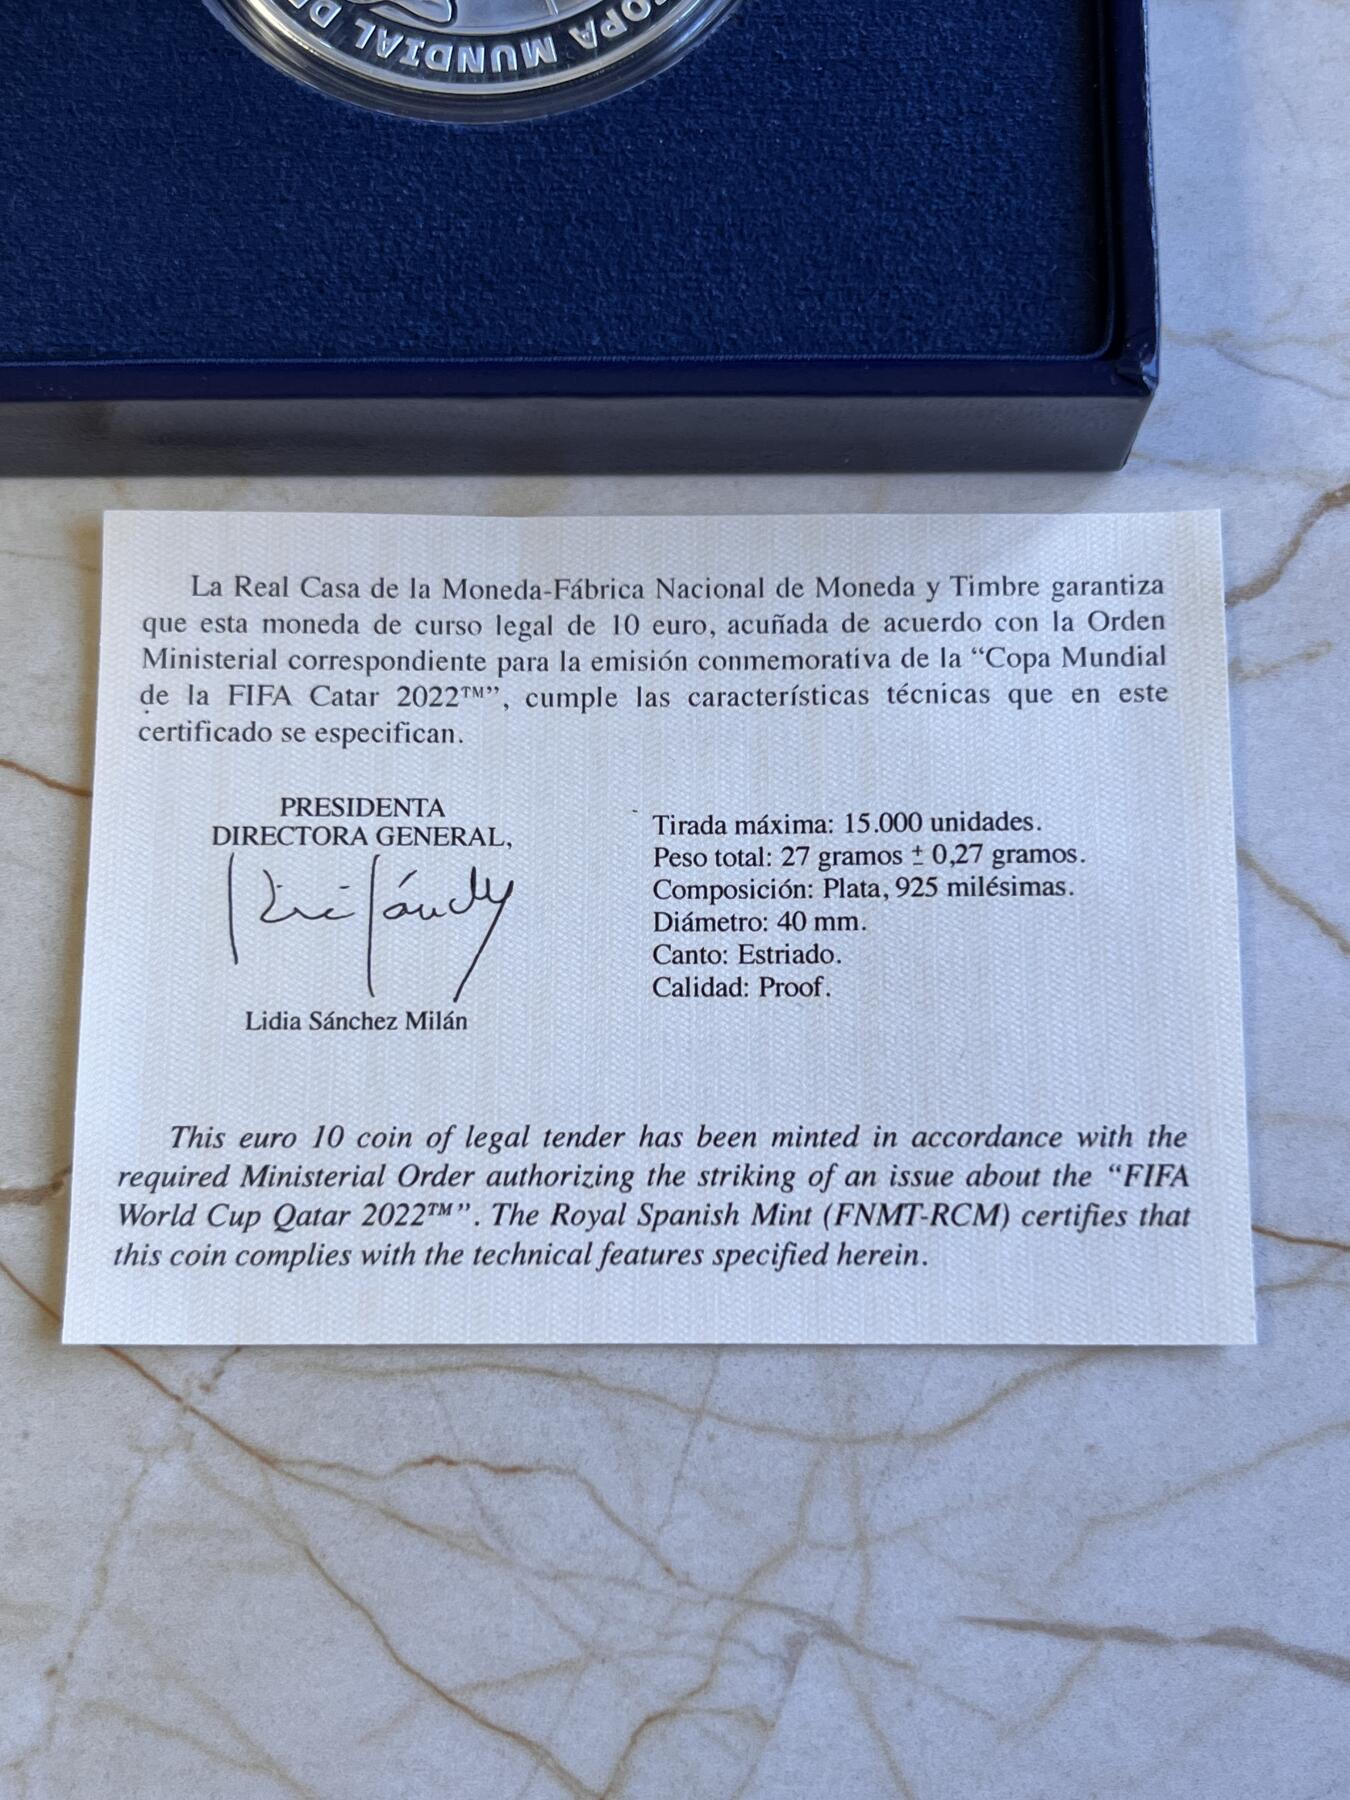 COPA MUNDIAL DE
La Real Casa de la Moneda-Fábrica Nacional de Moneda y Timbre garantiza
que esta moneda de curso legal de 10 euro, acuñada de acuerdo con la Orden
Ministerial correspondiente para la emisión conmemorativa de la “Copa Mundial
de la FIFA Catar 2022™”, cumple las características técnicas que en este
certificado se especifican.
PRESIDENTA
DIRECTORA GENERAL,
Lidia Sánchez Milán
Tirada máxima: 15.000 unidades.
Peso total: 27 gramos ± 0,27 gramos.
Composición: Plata, 925 milésimas.
Diámetro: 40 mm.
Canto: Estriado.
Calidad: Proof.
This euro 10 coin of legal tender has been minted in accordance with the
required Ministerial Order authorizing the striking of an issue about the “FIFA
World Cup Qatar 2022™”. The Royal Spanish Mint (FNMT-RCM) certifies that
this coin complies with the technical features specified herein.